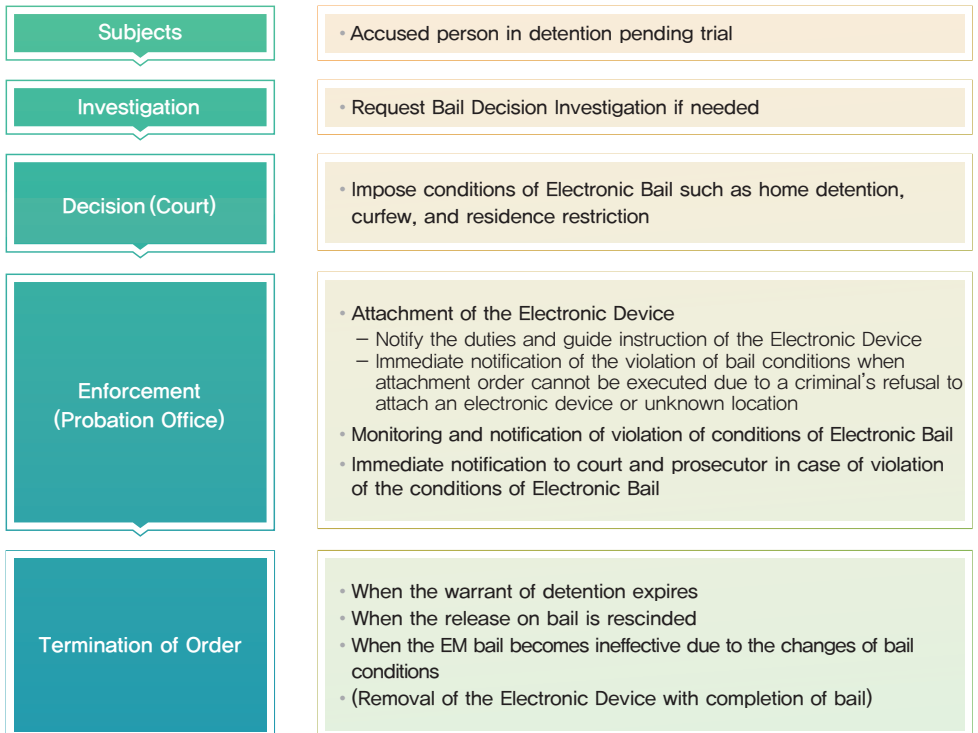 Subjects
• Accused person in detention pending trial
Investigation
• Request Bail Decision Investigation if needed
Decision (Court)
• Impose conditions of Electronic Bail such as home detention,
curfew, and residence restriction
Enforcement
(Probation Office)
• Attachment of the Electronic Device
– Notify the duties and guide instruction of the Electronic Device
– Immediate notification of the violation of bail conditions when
attachment order cannot be executed due to a criminal's refusal to
attach an electronic device or unknown location
• Monitoring and notification of violation of conditions of Electronic Bail
• Immediate notification to court and prosecutor in case of violation
of the conditions of Electronic Bail
Termination of Order
• When the warrant of detention expires
• When the release on bail is rescinded
• When the EM bail becomes ineffective due to the changes of bail
conditions
• (Removal of the Electronic Device with completion of bail)